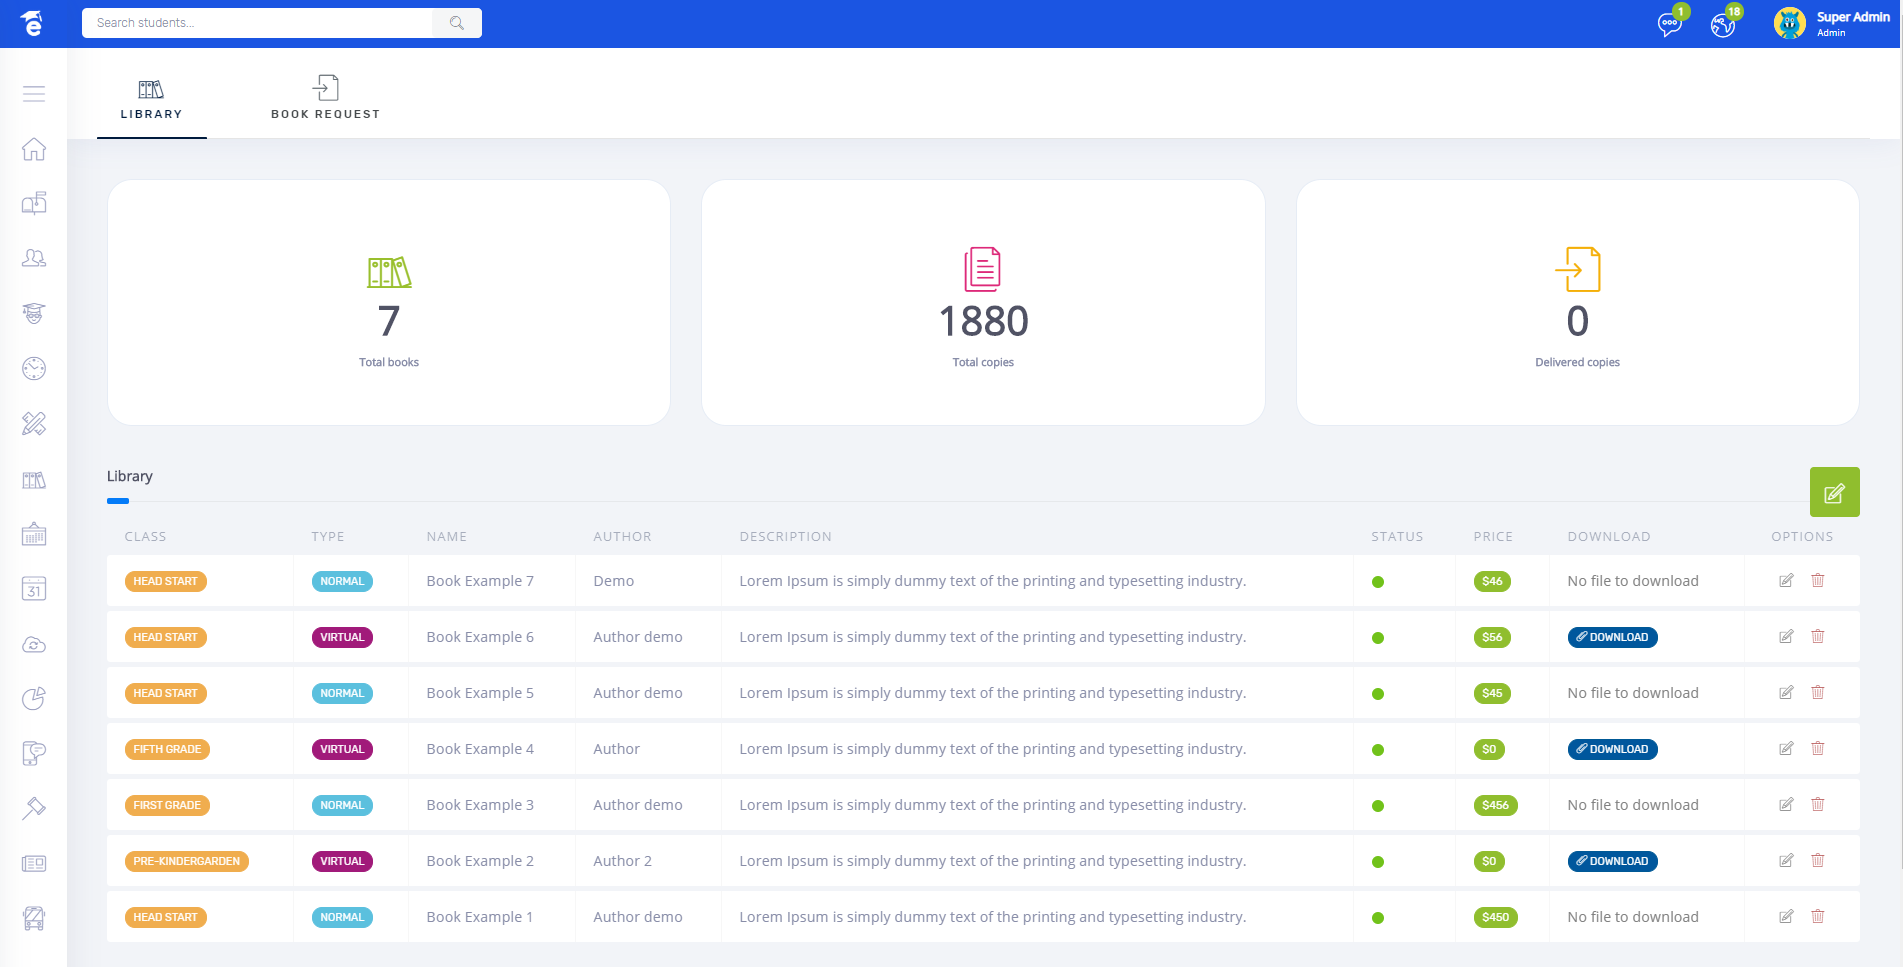 e
Search students...
1
18
Super Admin
Admin
LIBRARY
BOOK REQUEST
7
Total books
1880
Total copies
0
Delivered copies
Library
CLASS TYPE NAME AUTHOR DESCRIPTION STATUS PRICE DOWNLOAD OPTIONS
HEAD START NORMAL Book Example 7 Demo Lorem Ipsum is simply dummy text of the printing and typesetting industry. $46 No file to download
HEAD START VIRTUAL Book Example 6 Author demo Lorem Ipsum is simply dummy text of the printing and typesetting industry. $56 DOWNLOAD
HEAD START NORMAL Book Example 5 Author demo Lorem Ipsum is simply dummy text of the printing and typesetting industry. $45 No file to download
FIFTH GRADE VIRTUAL Book Example 4 Author Lorem Ipsum is simply dummy text of the printing and typesetting industry. $0 DOWNLOAD
FIRST GRADE NORMAL Book Example 3 Author demo Lorem Ipsum is simply dummy text of the printing and typesetting industry. $456 No file to download
PRE-KINDERGARDEN VIRTUAL Book Example 2 Author 2 Lorem Ipsum is simply dummy text of the printing and typesetting industry. $0 DOWNLOAD
31
HEAD START NORMAL Book Example 1 Author demo Lorem Ipsum is simply dummy text of the printing and typesetting industry. $450 No file to download